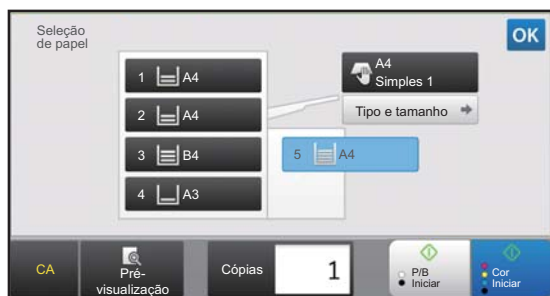 Seleção
de papel
OK
1 A4
2 A4
3 B4
4 A3
A4
Simples 1
Tipo e tamanho
5 A4
CA
Pré-
visualização
Cópias
1
P/B
Iniciar
Cor
Iniciar